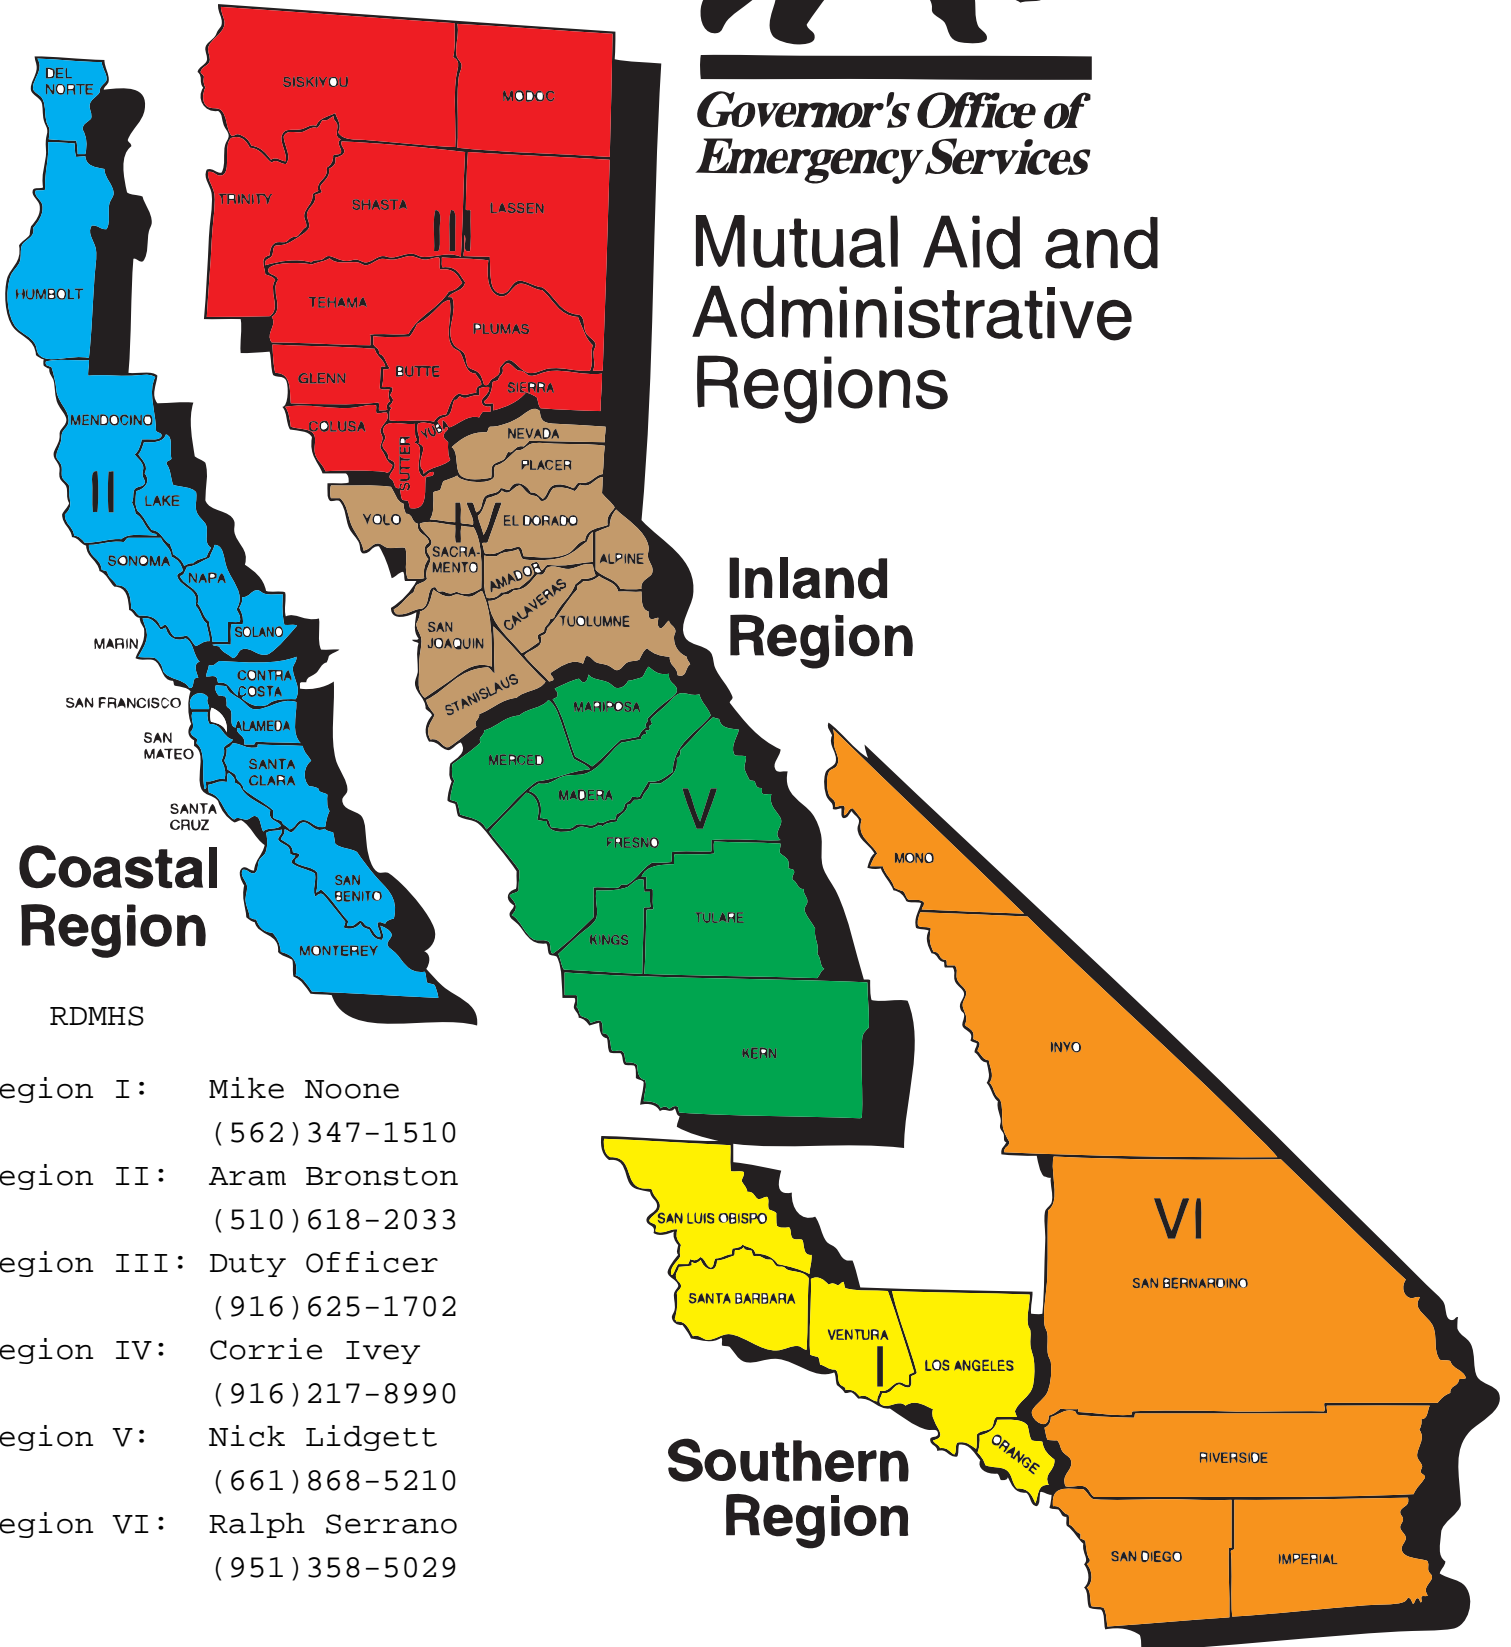 Governor's Office of
Emergency Services
Mutual Aid and
Administrative
Regions
DEL
NORTE
HUMBOLT
MENDOCINO
II
LAKE
SONOMA
NAPA
MARIN
SOLANO
CONTRA
COSTA
SAN FRANCISCO
ALAMEDA
SAN
MATEO
SANTA
CLARA
SANTA
CRUZ
SAN
BENITO
MONTEREY
Coastal
Region
SISKIYOU
MODOC
TRINITY
SHASTA
III
LASSEN
TEHAMA
PLUMAS
GLENN
BUTTE
SIERRA
COLUSA
SUTTER
YUBA
NEVADA
PLACER
YOLO
IV
EL DORADO
SACRA-
MENTO
AMADOR
ALPINE
CALAVERAS
SAN
JOAQUIN
TUOLUMNE
STANISLAUS
Inland
Region
MARIPOSA
MERCED
MADERA
V
FRESNO
TULARE
KINGS
KERN
MONO
INYO
VI
SAN BERNARDINO
RIVERSIDE
SAN DIEGO
IMPERIAL
SAN LUIS OBISPO
SANTA BARBARA
VENTURA
I
LOS ANGELES
ORANGE
Southern
Region
RDMHS
egion I: Mike Noone
(562)347-1510
egion II: Aram Bronston
(510)618-2033
egion III: Duty Officer
(916)625-1702
egion IV: Corrie Ivey
(916)217-8990
egion V: Nick Lidgett
(661)868-5210
egion VI: Ralph Serrano
(951)358-5029